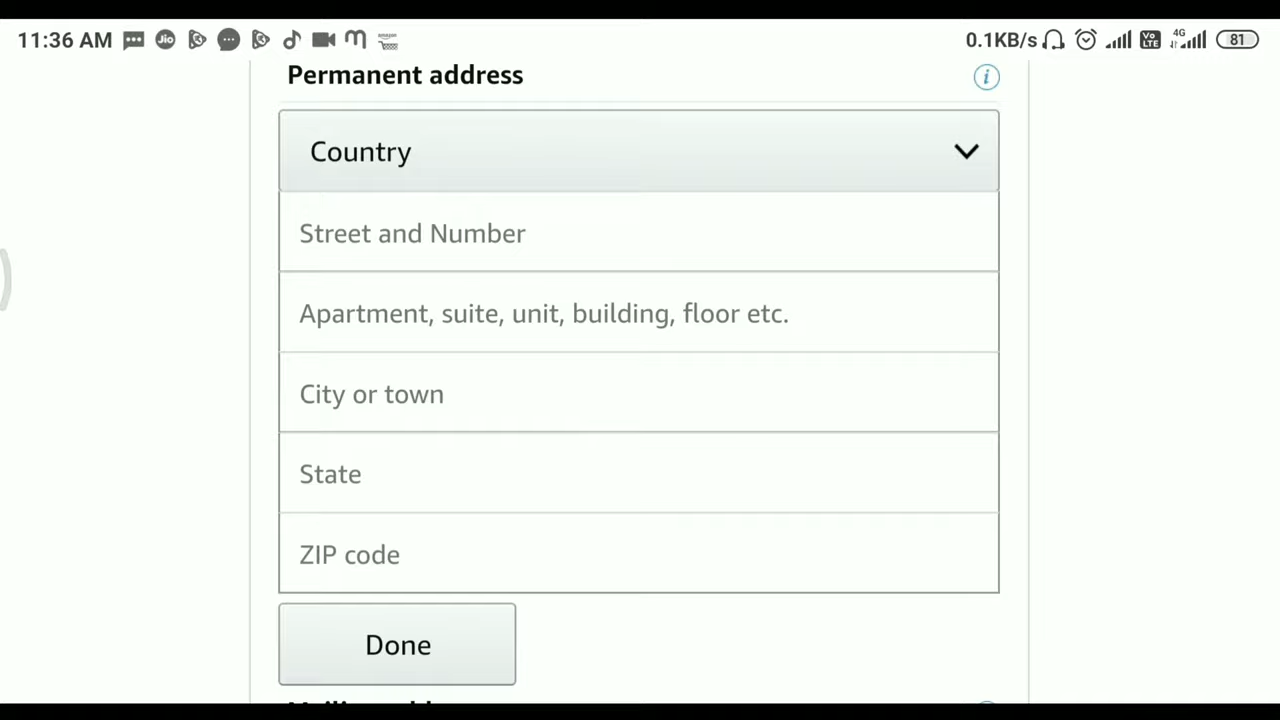 11:36 AM 0.1KB/s 4G 81
Permanent address
Country
Street and Number
Apartment, suite, unit, building, floor etc.
City or town
State
ZIP code
Done